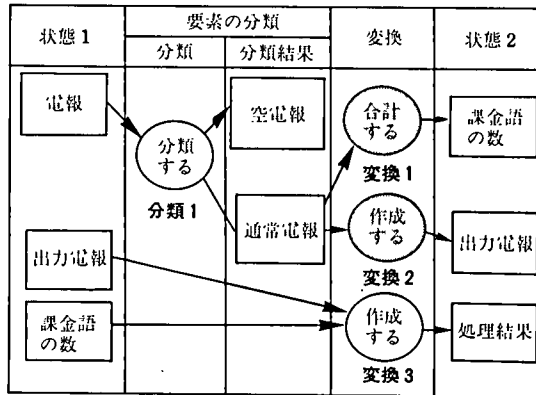 状態1
要素の分類
変換
状態2
分類
分類結果
電報
分類
する
分類1
空電報
通常電報
合計
する
変換1
課金語
の数
作成
する
変換2
出力電報
出力電報
課金語
の数
作成
する
変換3
処理結果